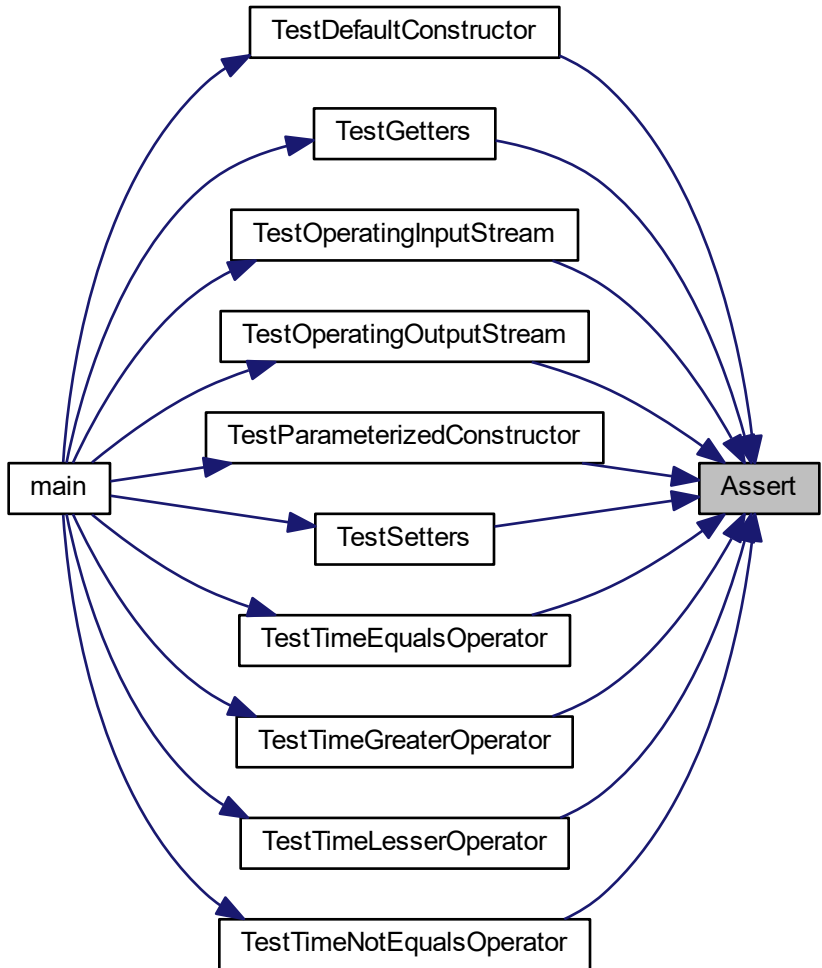 TestDefaultConstructor
TestGetters
TestOperatingInputStream
TestOperatingOutputStream
TestParameterizedConstructor
main
Assert
TestSetters
TestTimeEqualsOperator
TestTimeGreaterOperator
TestTimeLesserOperator
TestTimeNotEqualsOperator